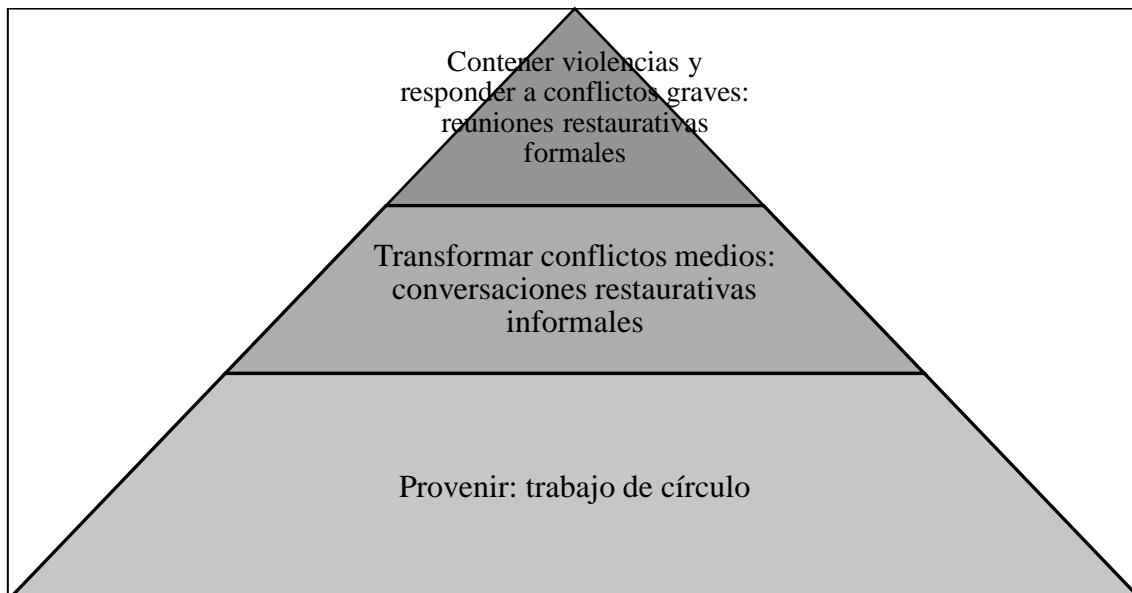 Contener violencias y
responder a conflictos graves:
reuniones restaurativas
formales
Transformar conflictos medios:
conversaciones restaurativas
informales
Provenir: trabajo de círculo